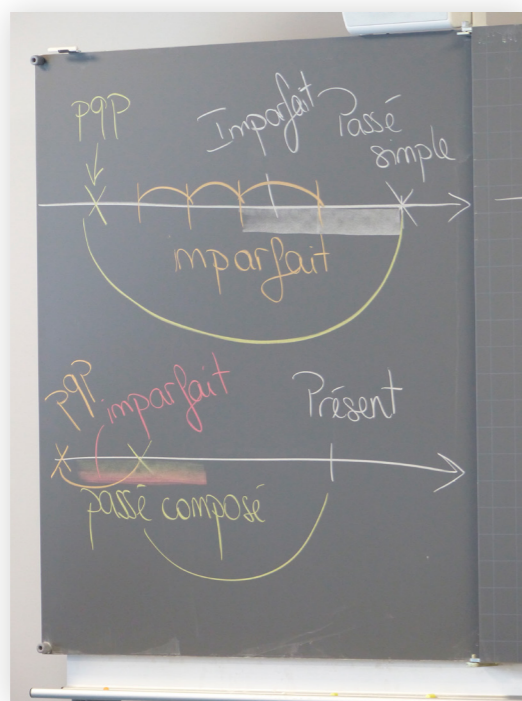 pqp
Imparfait
Passé
simple
imparfait
pqp
imparfait
Présent
passé composé